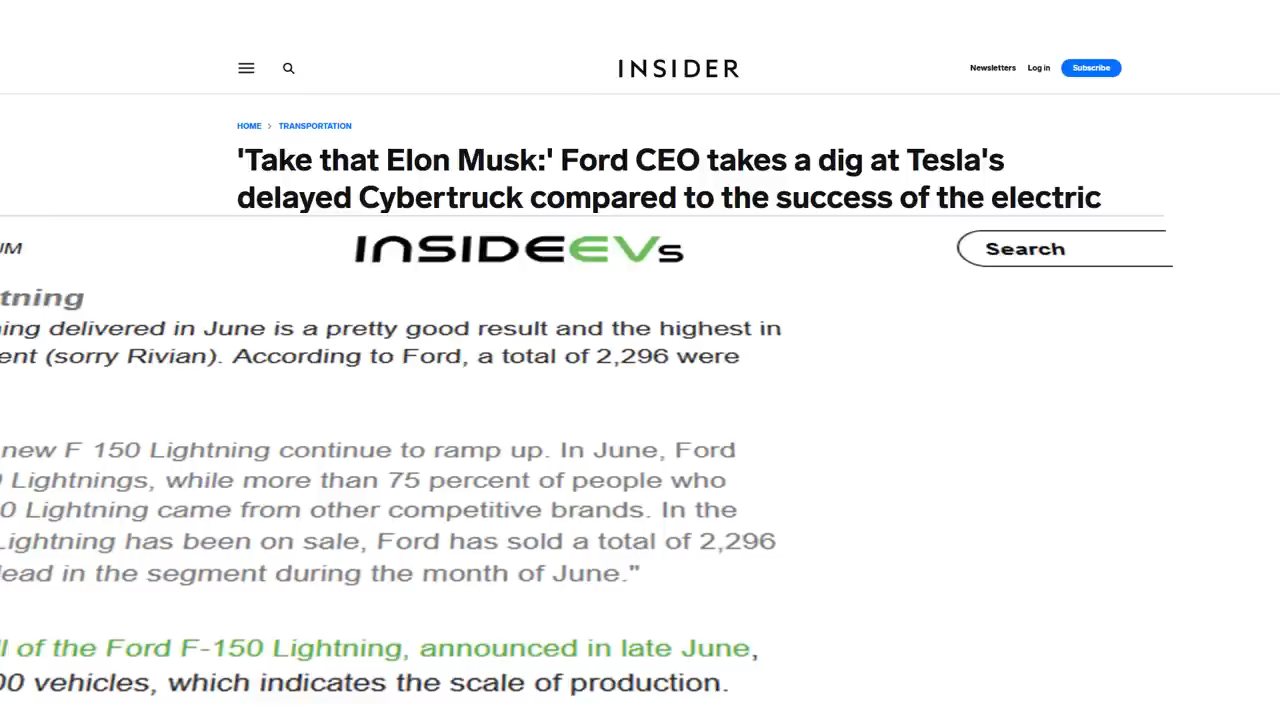 INSIDER
Newsletters Log in Subscribe
HOME > TRANSPORTATION
'Take that Elon Musk:' Ford CEO takes a dig at Tesla's
delayed Cybertruck compared to the success of the electric
UM
INSIDEEVs
Search
tning
ing delivered in June is a pretty good result and the highest in
ent (sorry Rivian). According to Ford, a total of 2,296 were
new F 150 Lightning continue to ramp up. In June, Ford
Lightnings, while more than 75 percent of people who
0 Lightning came from other competitive brands. In the
Lightning has been on sale, Ford has sold a total of 2,296
lead in the segment during the month of June."
ll of the Ford F-150 Lightning, announced in late June,
00 vehicles, which indicates the scale of production.